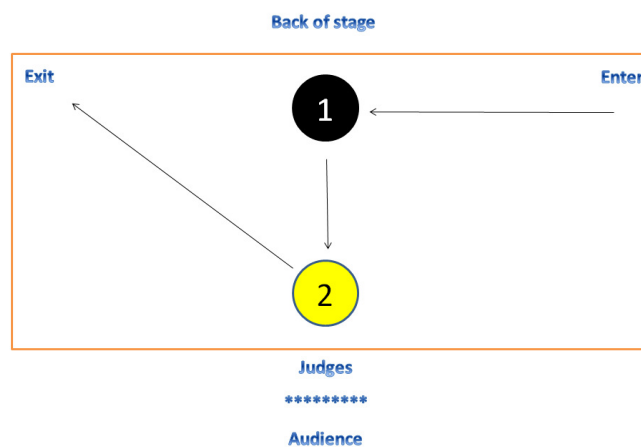 Back of stage
Exit
1
Enter
2
Judges
*********
Audience